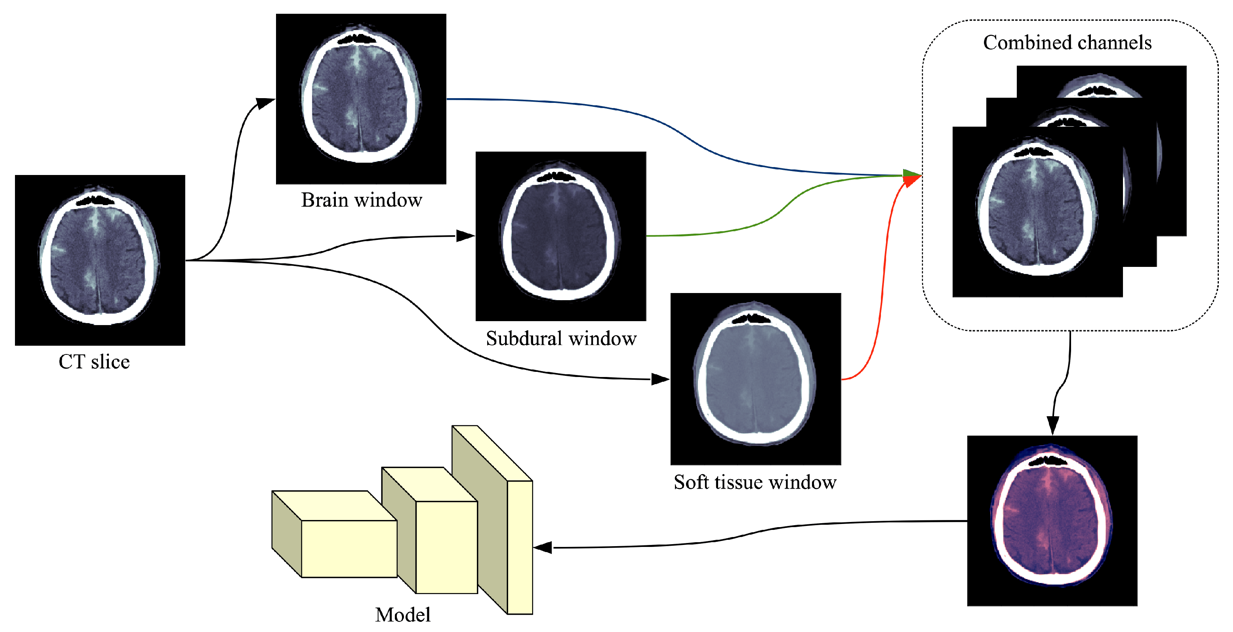 Combined channels
Brain window
Subdural window
CT slice
Soft tissue window
Model